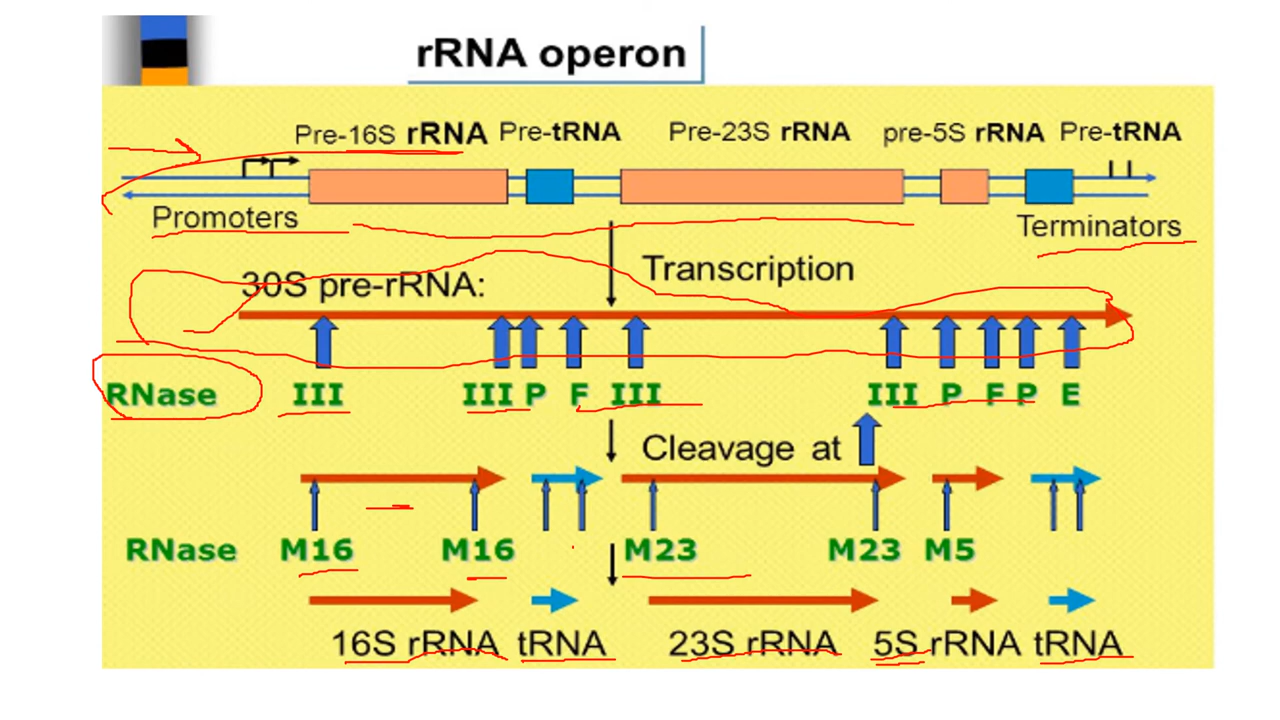 rRNA operon
Pre-16S rRNA Pre-tRNA Pre-23S rRNA pre-5S rRNA Pre-tRNA
Promoters Terminators
30S pre-rRNA: Transcription
RNase III III P F III III P F P E
Cleavage at
RNase M16 M16 M23 M23 M5
16S rRNA tRNA 23S rRNA 5S rRNA tRNA